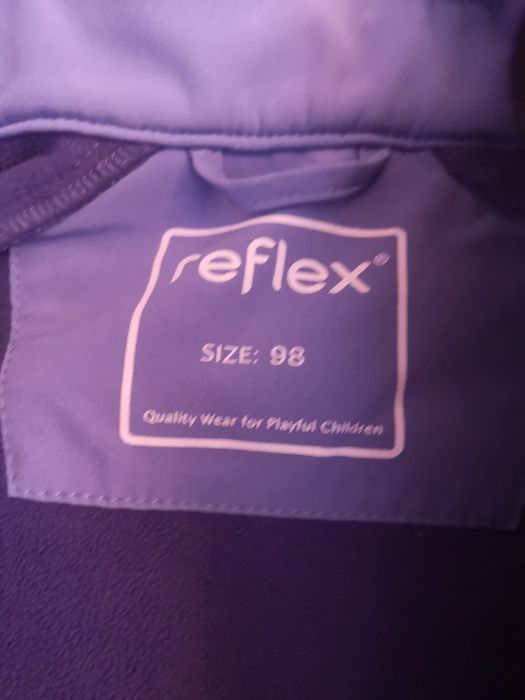 reflex®
SIZE: 98
Quality Wear for Playful Children